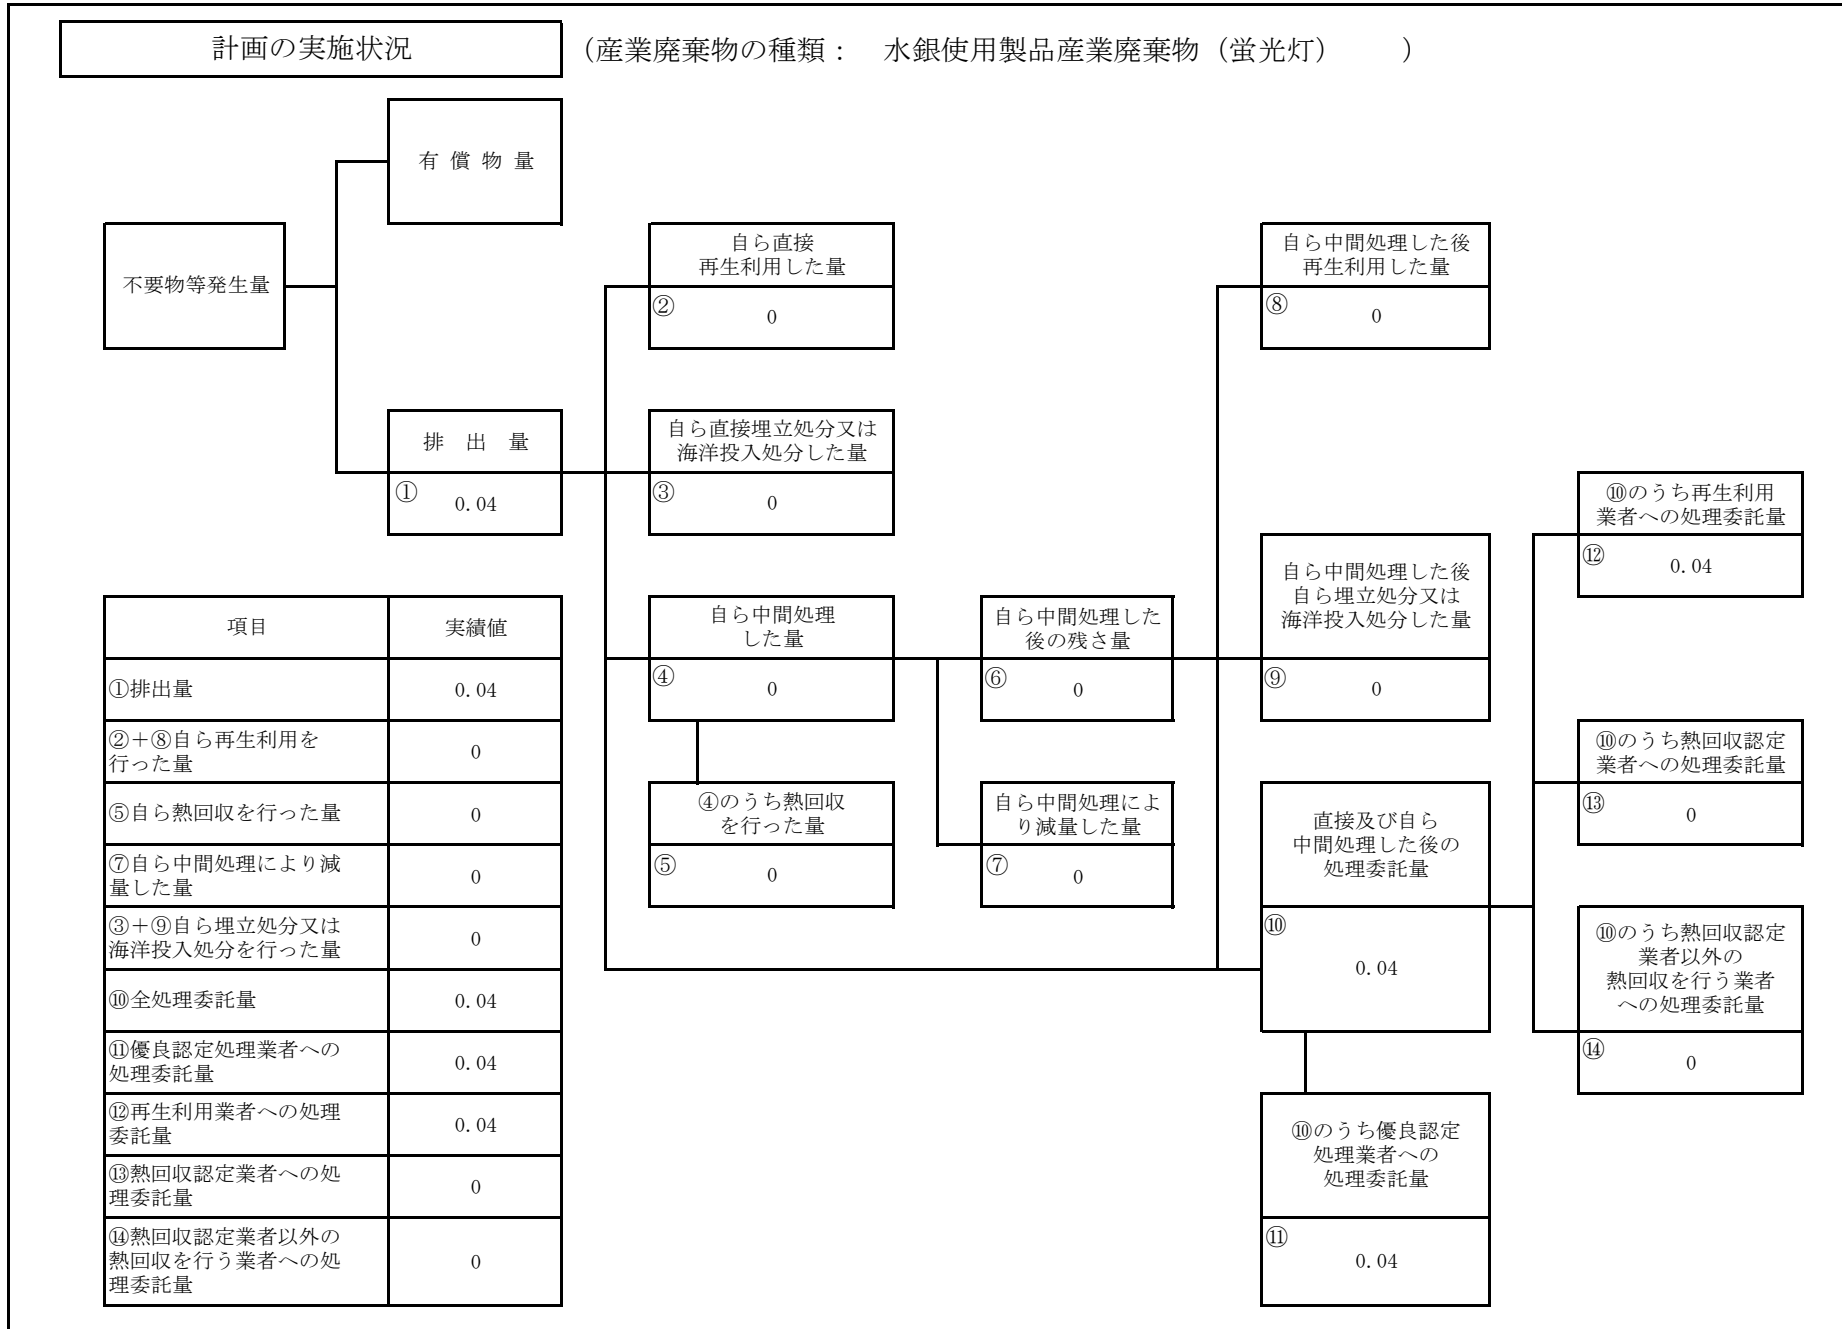 計画の実施状況
（産業廃棄物の種類： 水銀使用製品産業廃棄物（蛍光灯） ）
有償物量
不要物等発生量
自ら直接
再生利用した量
②
0
自ら中間処理した後
再生利用した量
⑧
0
排出量
①
0.04
自ら直接埋立処分又は
海洋投入処分した量
③
0
⑩のうち再生利用
業者への処理委託量
⑫
0.04
自ら中間処理した後
自ら埋立処分又は
海洋投入処分した量
⑨
0
自ら中間処理
した量
④
0
自ら中間処理した
後の残さ量
⑥
0
⑩のうち熱回収認定
業者への処理委託量
⑬
0
④のうち熱回収
を行った量
⑤
0
自ら中間処理によ
り減量した量
⑦
0
直接及び自ら
中間処理した後の
処理委託量
⑩
0.04
⑩のうち熱回収認定
業者以外の
熱回収を行う業者
への処理委託量
⑭
0
⑩のうち優良認定
処理業者への
処理委託量
⑪
0.04
項目 実績値
①排出量 0.04
②＋⑧自ら再生利用を
行った量
0
⑤自ら熱回収を行った量 0
⑦自ら中間処理により減
量した量
0
③＋⑨自ら埋立処分又は
海洋投入処分を行った量
0
⑩全処理委託量 0.04
⑪優良認定処理業者への
処理委託量
0.04
⑫再生利用業者への処理
委託量
0.04
⑬熱回収認定業者への処
理委託量
0
⑭熱回収認定業者以外の
熱回収を行う業者への処
理委託量
0